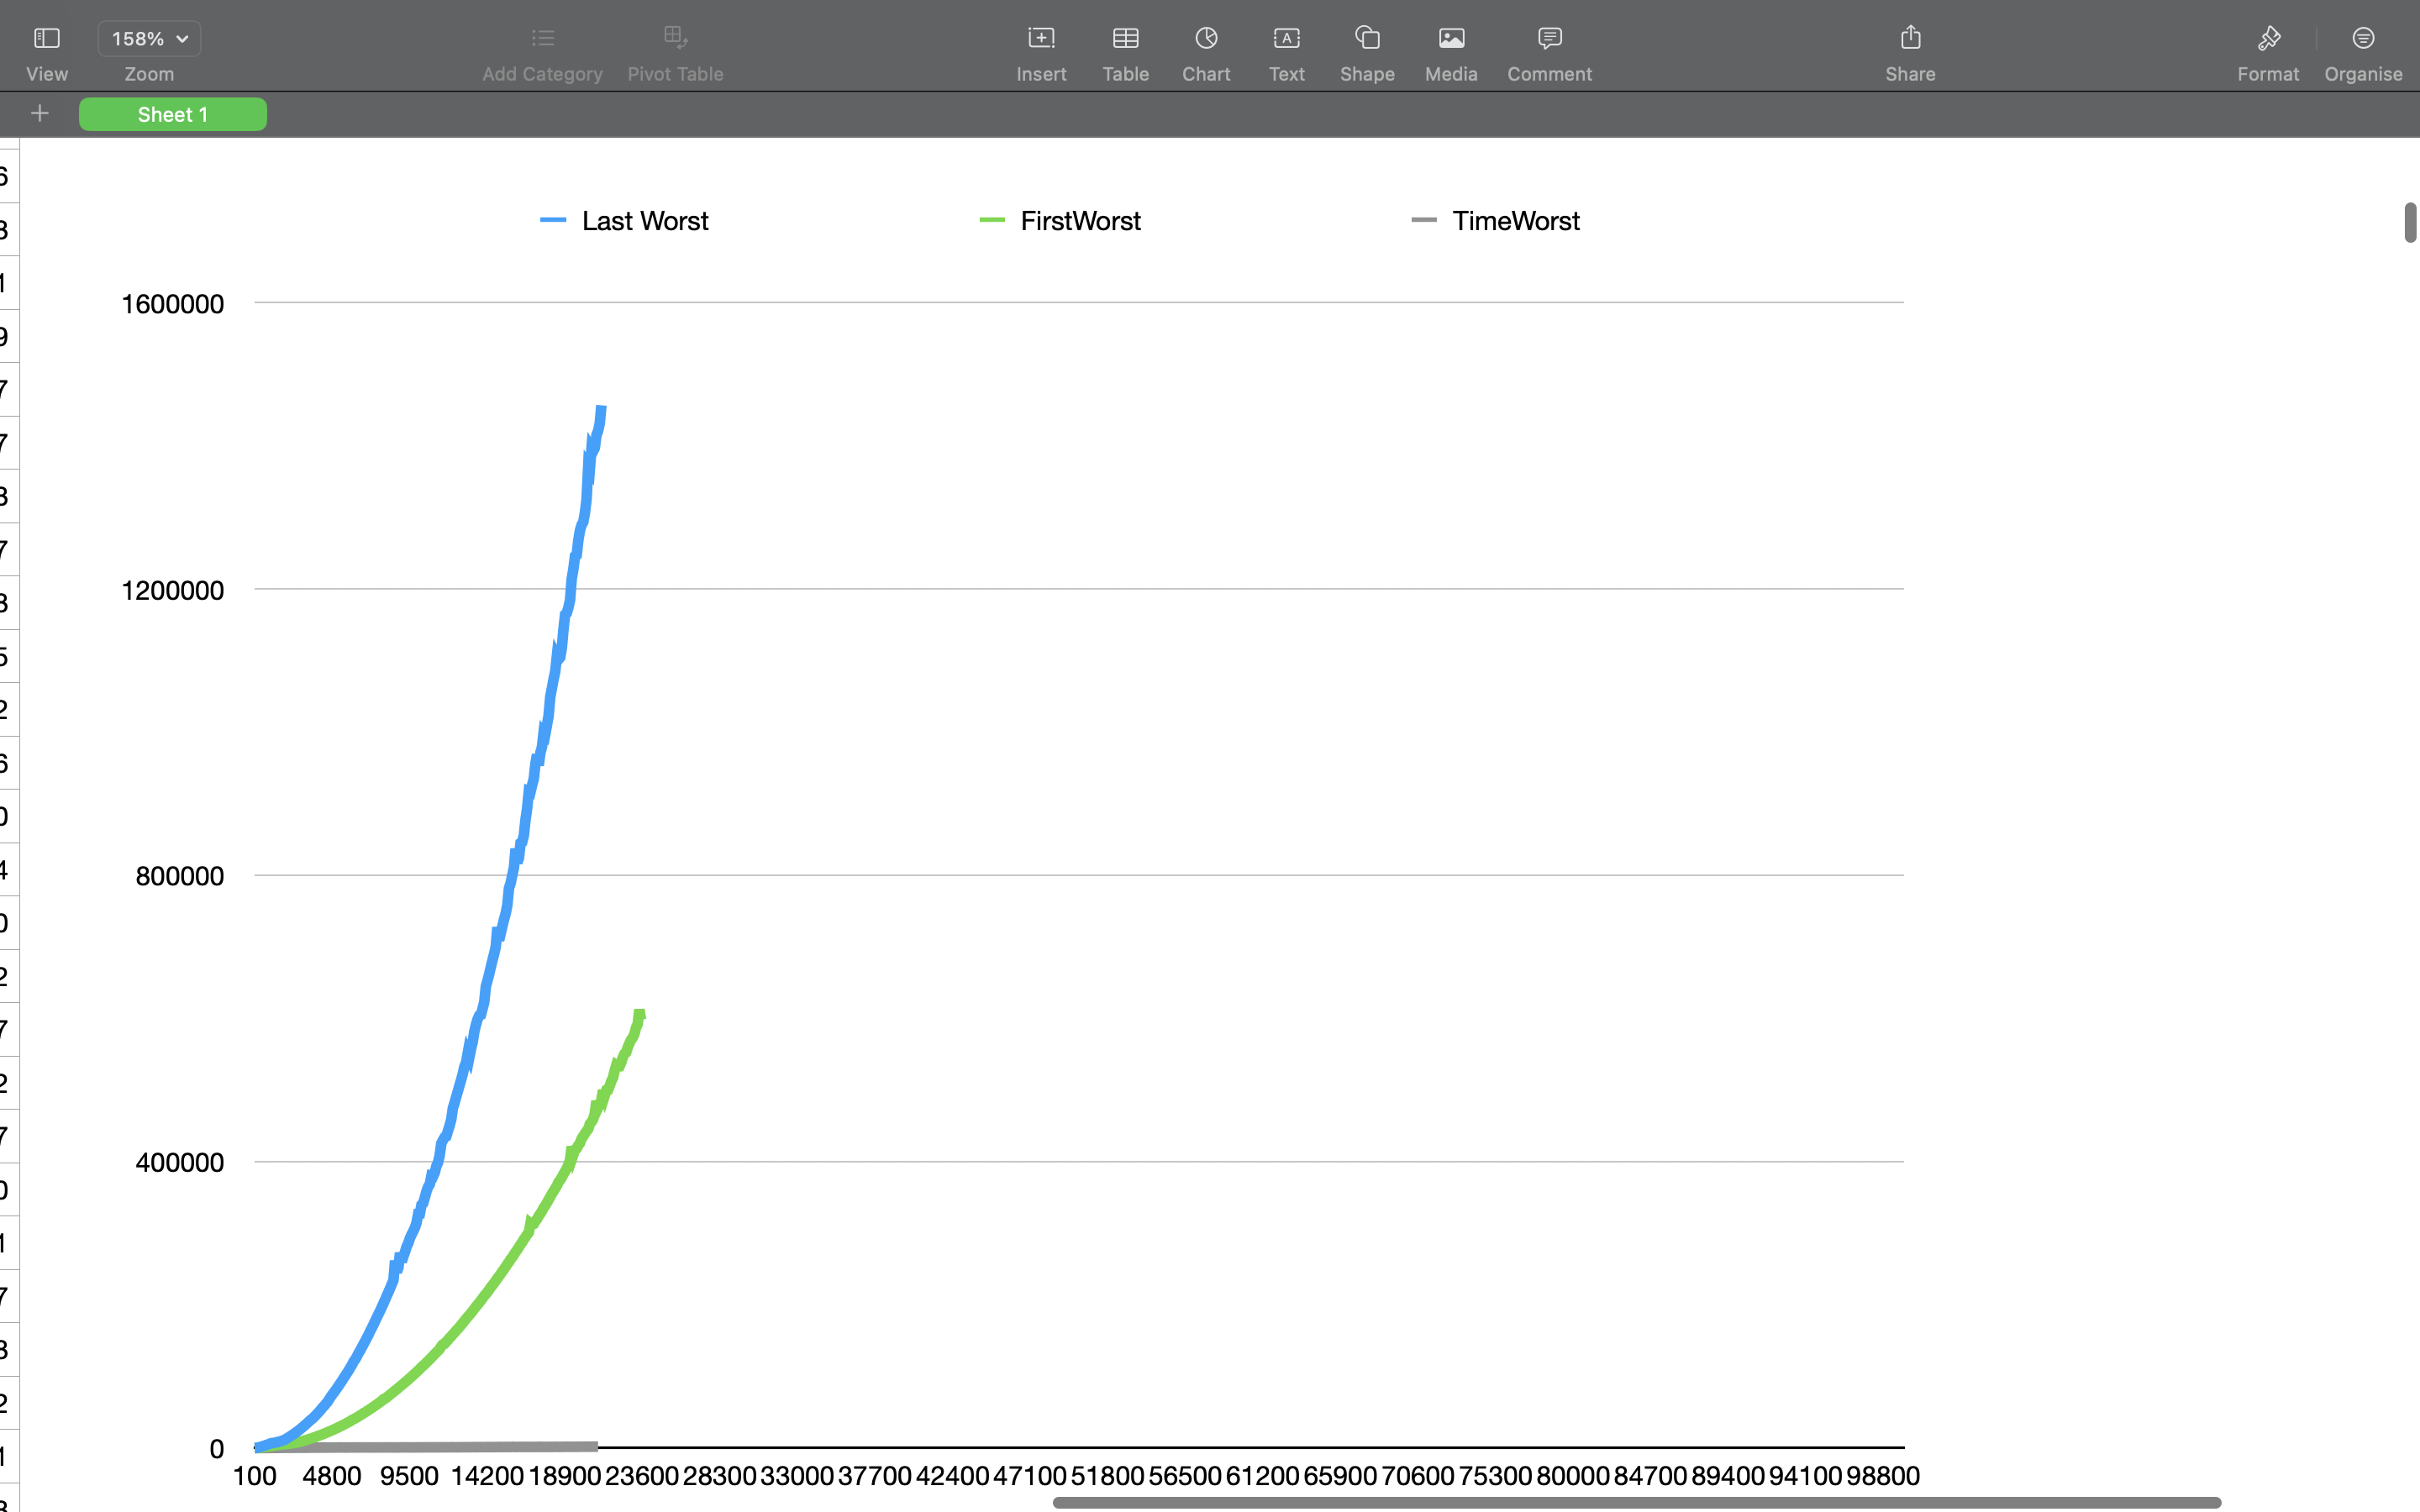 158%
View Zoom Add Category Pivot Table Insert Table Chart Text Shape Media Comment Share Format Organise
Sheet 1
Last Worst FirstWorst TimeWorst
1600000
1200000
800000
400000
0
100 4800 9500 14200 18900 23600 28300 33000 37700 42400 47100 51800 56500 61200 65900 70600 75300 80000 84700 89400 94100 98800